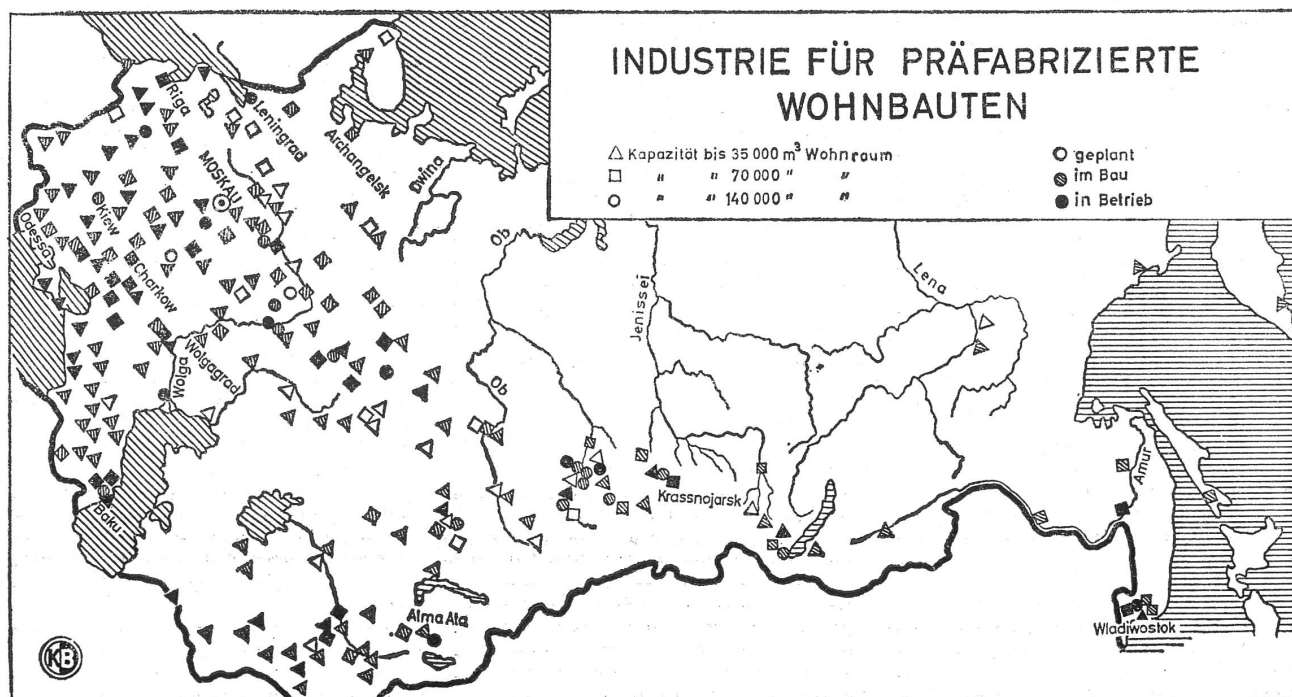 INDUSTRIE FÜR PRÄFABRIZIERTE
WOHNBAUTEN
△ Kapazität bis 35 000 m³ Wohnraum
□ " " 70 000 " "
○ " " 140 000 " "
○ geplant
im Bau
● in Betrieb
Riga
Leningrad
Archangelsk
Dwina
MOSKAU
Kiew
Odessa
Charkow
Ob
Jenissei
Lena
Wolga
Wolgagrad
Ob
Krassnojarsk
Amur
Baku
Alma Ata
Wladiwostok
KB